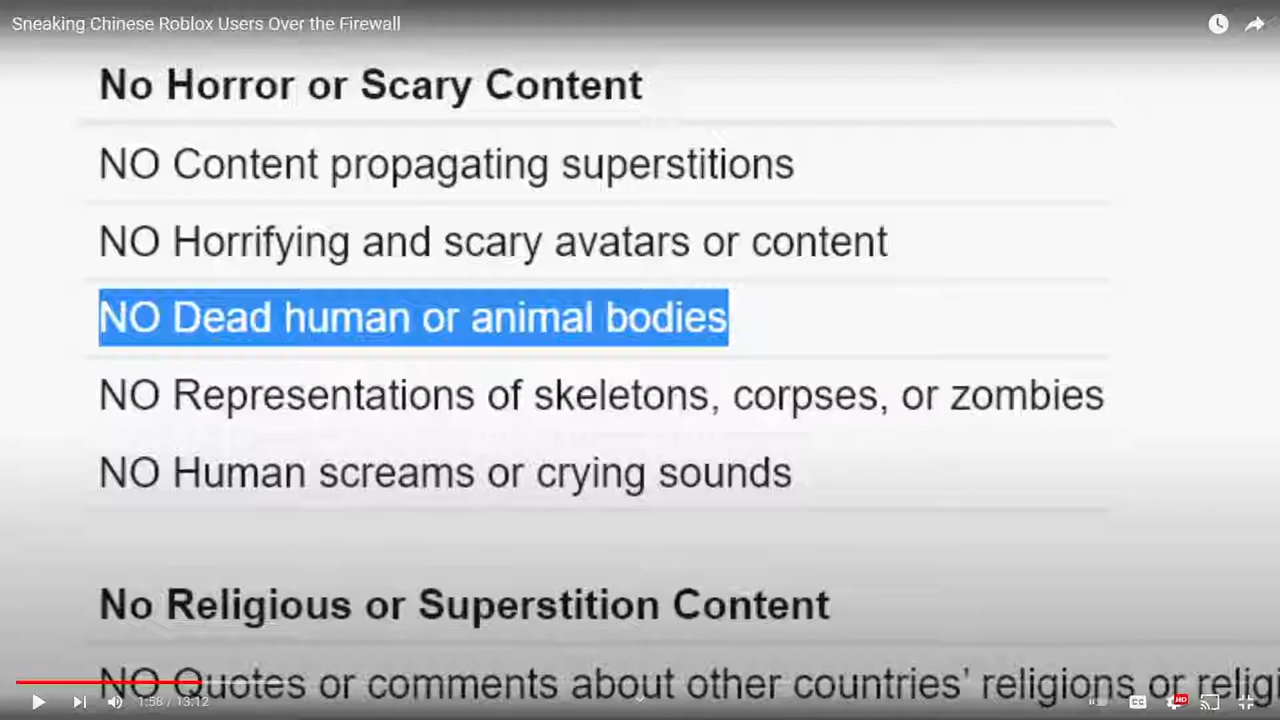 Sneaking Chinese Roblox Users Over the Firewall
No Horror or Scary Content
NO Content propagating superstitions
NO Horrifying and scary avatars or content
NO Dead human or animal bodies
NO Representations of skeletons, corpses, or zombies
NO Human screams or crying sounds
No Religious or Superstition Content
NO Quotes or comments about other countries' religions or religi
1:58 / 13:12
CC
HD